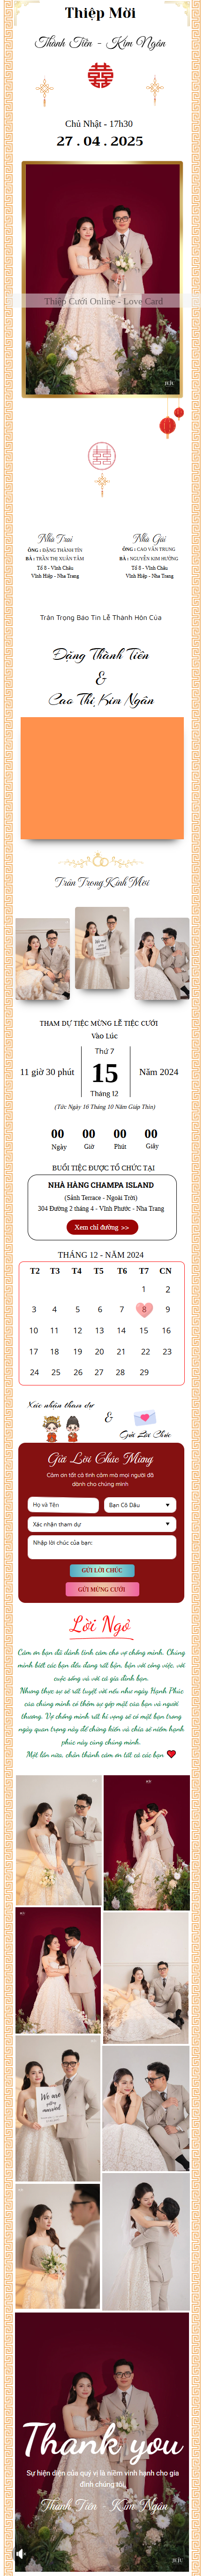 Thiệp Mời
Thành Tiến - Kim Ngân
Chủ Nhật - 17h30
27 . 04 . 2025
Thiệp Cưới Online - Love Card
Nhà Trai
ÔNG : ĐẶNG THÀNH TÍN
BÀ : TRẦN THỊ XUÂN TÂM
Tổ 8 - Vĩnh Châu
Vĩnh Hiệp - Nha Trang
Nhà Gái
ÔNG : CAO VĂN TRUNG
BÀ : NGUYỄN KIM HƯỜNG
Tổ 8 - Vĩnh Châu
Vĩnh Hiệp - Nha Trang
Trân Trọng Báo Tin Lễ Thành Hôn Của
Đặng Thành Tiến
&
Cao Thị Kim Ngân
Trân Trọng Kính Mời
THAM DỰ TIỆC MỪNG LỄ TIỆC CƯỚI
Vào Lúc
Thứ 7
11 giờ 30 phút
15
Năm 2024
Tháng 12
(Tức Ngày 16 Tháng 10 Năm Giáp Thìn)
00 00 00 00
Ngày Giờ Phút Giây
BUỔI TIỆC ĐƯỢC TỔ CHỨC TẠI
NHÀ HÀNG CHAMPA ISLAND
(Sảnh Terrace - Ngoài Trời)
304 Đường 2 tháng 4 - Vĩnh Phước - Nha Trang
Xem chỉ đường >>
THÁNG 12 - NĂM 2024
T2 T3 T4 T5 T6 T7 CN
1 2
3 4 5 6 7 8 9
10 11 12 13 14 15 16
17 18 19 20 21 22 23
24 25 26 27 28 29
Xác nhận tham dự
&
Gửi Lời Chúc
Gửi Lời Chúc Mừng
Cảm ơn tất cả tình cảm mà mọi người đã
dành cho chúng mình
Họ và Tên
Bạn Cô Dâu
Xác nhận tham dự
Nhập lời chúc của bạn:
GỬI LỜI CHÚC
GỬI MỪNG CƯỚI
Lời Ngỏ
Cảm ơn bạn đã dành tình cảm cho vợ chồng mình. Chúng
mình biết các bạn đều đang rất bận, bận với công việc, với
cuộc sống và với cả gia đình bạn.
Nhưng thực sự sẽ rất tuyệt vời nếu như ngày Hạnh Phúc
của chúng mình có thêm sự góp mặt của bạn và người
thương. Vợ chồng mình rất hi vọng sẽ có mặt bạn trong
ngày quan trọng này để chứng kiến và chia sẻ niềm hạnh
phúc này cùng chúng mình.
Một lần nữa, chân thành cảm ơn tất cả các bạn
We are
getting
married
Thank you
Sự hiện diện của quý vị là niềm vinh hạnh cho gia
đình chúng tôi.
Thành Tiến - Kim Ngân